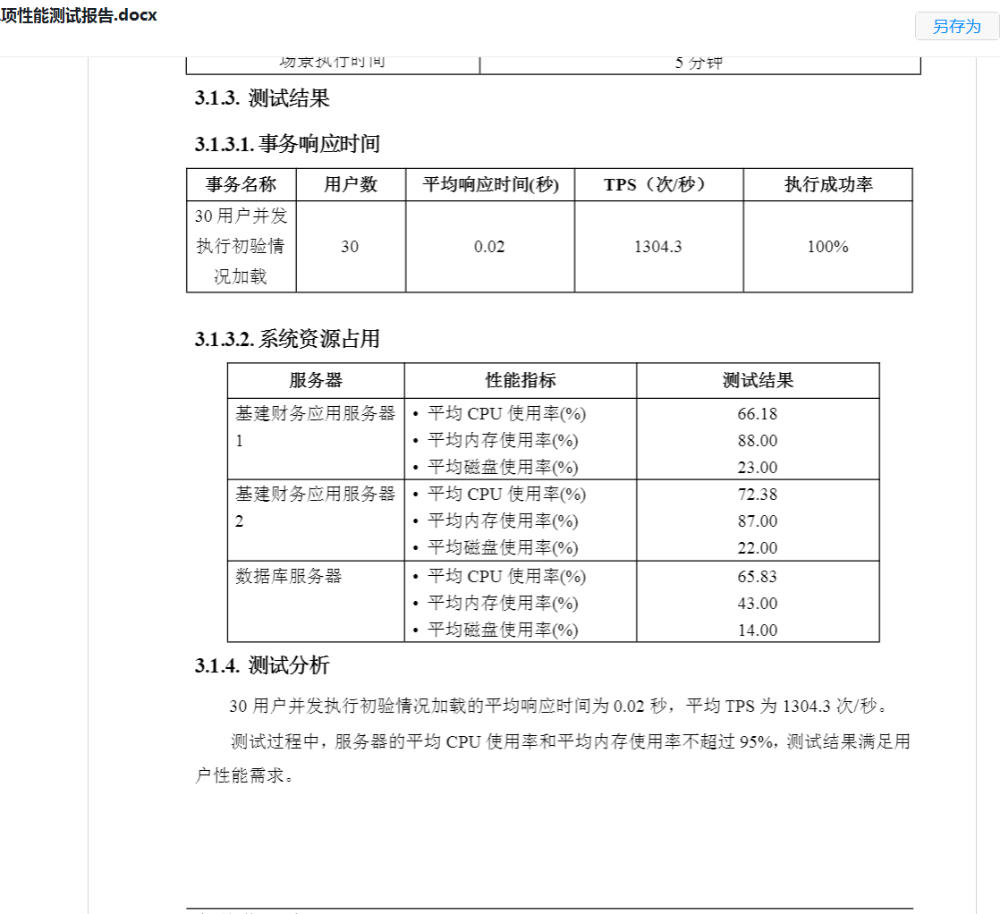 项性能测试报告.docx
另存为
场景执行时间 5 分钟
3.1.3. 测试结果
3.1.3.1. 事务响应时间
事务名称 用户数 平均响应时间(秒) TPS（次/秒） 执行成功率
30 用户并发
执行初验情
况加载
30 0.02 1304.3 100%
3.1.3.2. 系统资源占用
服务器 性能指标 测试结果
基建财务应用服务器 • 平均 CPU 使用率(%) 66.18
1 • 平均内存使用率(%) 88.00
• 平均磁盘使用率(%) 23.00
基建财务应用服务器 • 平均 CPU 使用率(%) 72.38
2 • 平均内存使用率(%) 87.00
• 平均磁盘使用率(%) 22.00
数据库服务器 • 平均 CPU 使用率(%) 65.83
• 平均内存使用率(%) 43.00
• 平均磁盘使用率(%) 14.00
3.1.4. 测试分析
30 用户并发执行初验情况加载的平均响应时间为 0.02 秒，平均 TPS 为 1304.3 次/秒。
测试过程中，服务器的平均 CPU 使用率和平均内存使用率不超过 95%，测试结果满足用
户性能需求。